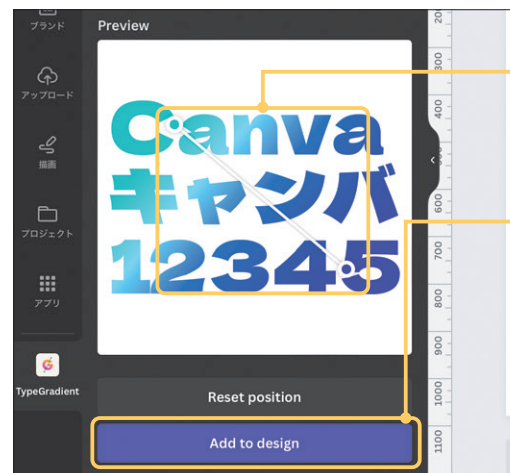 ブランド
アップロード
描画
プロジェクト
アプリ
TypeGradient
Preview
Canva
キャンバ
12345
Reset position
Add to design
300
400
600
700
800
900
1000
1100